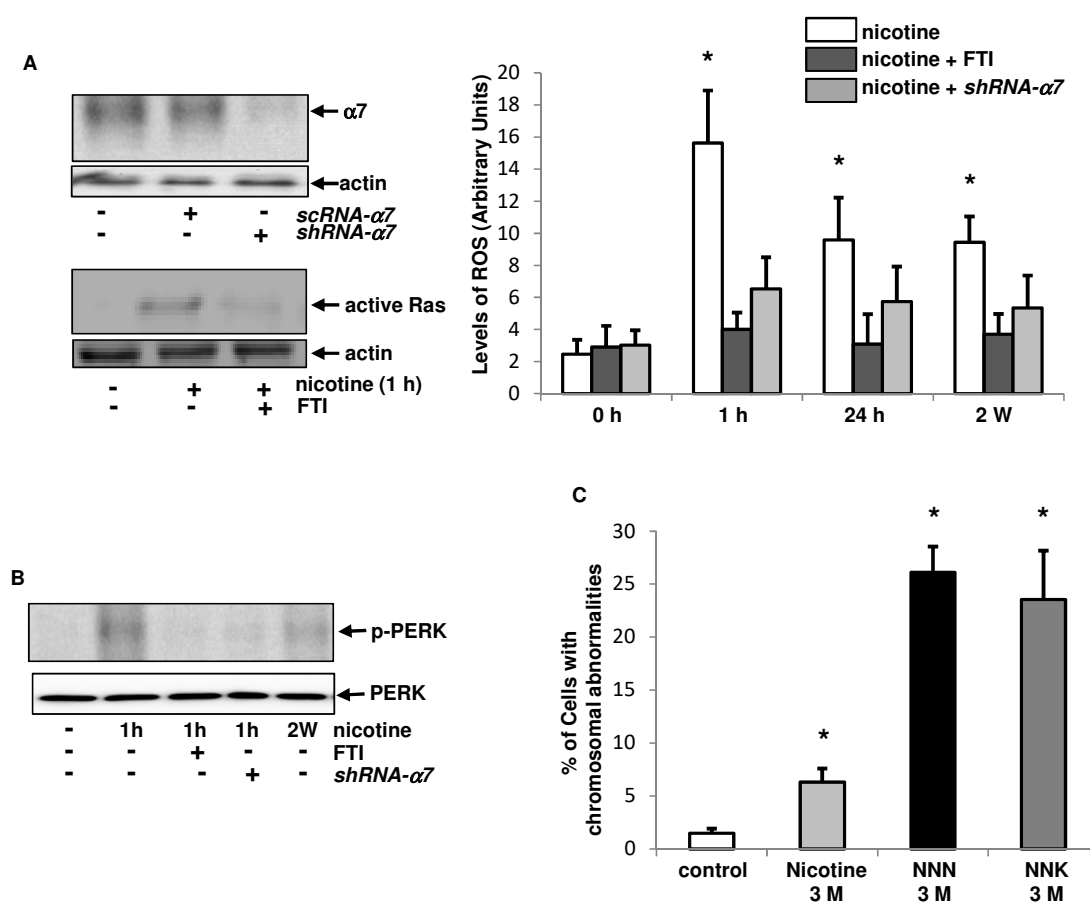 A
α7
actin
- + - scRNA-α7
- - + shRNA-α7
active Ras
actin
- + + nicotine (1 h)
- - + FTI
nicotine
nicotine + FTI
nicotine + shRNA-α7
Levels of ROS (Arbitrary Units)
20
18
16
14
12
10
8
6
4
2
0
* * *
0 h 1 h 24 h 2 W
B
p-PERK
PERK
- 1h 1h 1h 2W nicotine
- - + - - FTI
- - - + - shRNA-α7
C
% of Cells with
chromosomal abnormalities
30
25
20
15
10
5
0
* * *
control Nicotine NNN NNK
3 M 3 M 3 M